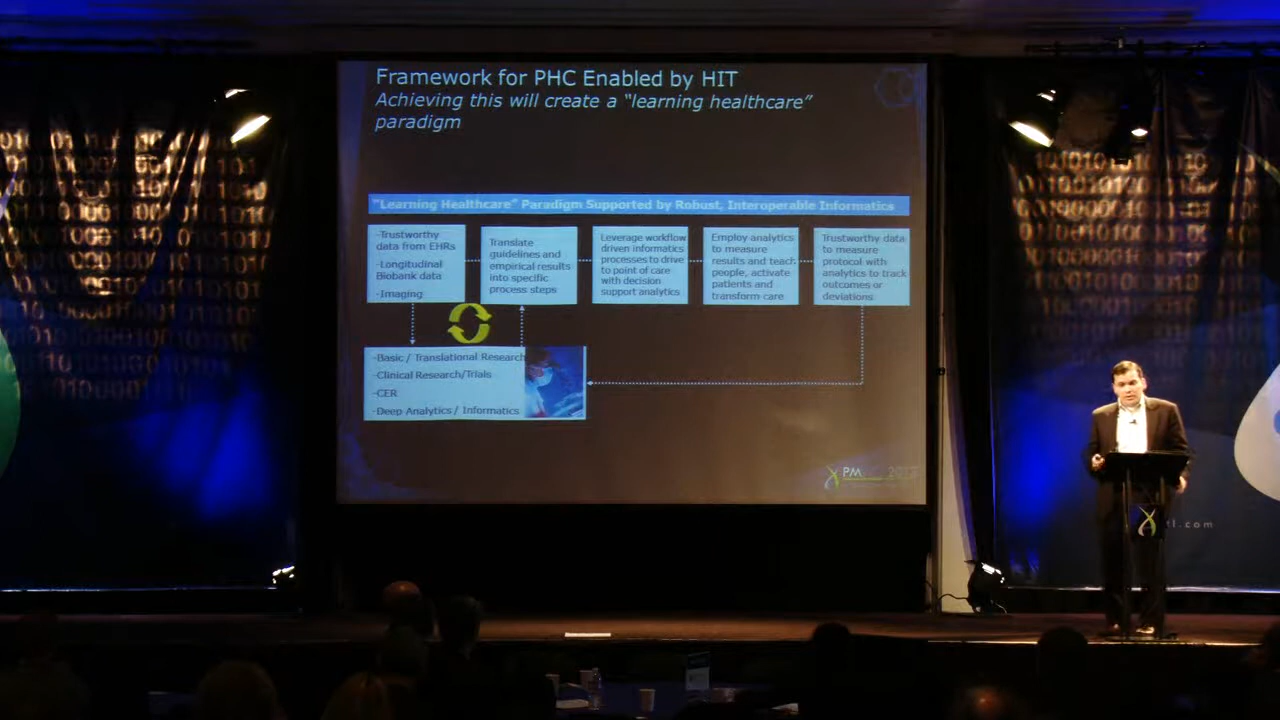 Framework for PHC Enabled by HIT
Achieving this will create a “learning healthcare”
paradigm
"Learning Healthcare" Paradigm Supported by Robust, Interoperable Informatics
-Trustworthy
data from EHRs
-Longitudinal
Biobank data
-Imaging
Translate
guidelines and
empirical results
into specific
process steps
Leverage workflow
driven informatics
processes to drive
to point of care
with decision
support analytics
Employ analytics
to measure
results and teach
people, activate
patients and
transform care
Trustworthy data
to measure
protocol with
analytics to track
outcomes or
deviations
-Basic / Translational Research
-Clinical Research/Trials
-CER
-Deep Analytics / Informatics
PM